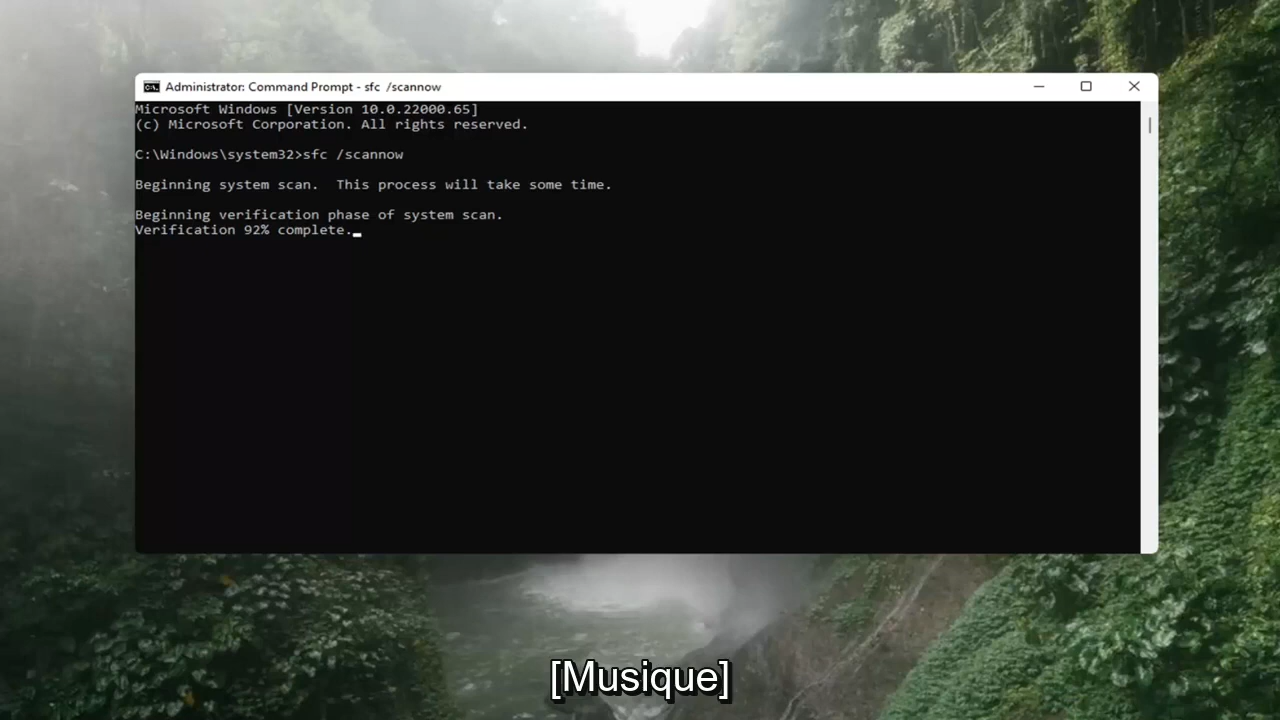 Administrator: Command Prompt - sfc /scannow
Microsoft Windows [Version 10.0.22000.65]
(c) Microsoft Corporation. All rights reserved.
C:\Windows\system32>sfc /scannow
Beginning system scan.  This process will take some time.
Beginning verification phase of system scan.
Verification 92% complete.
[Musique]